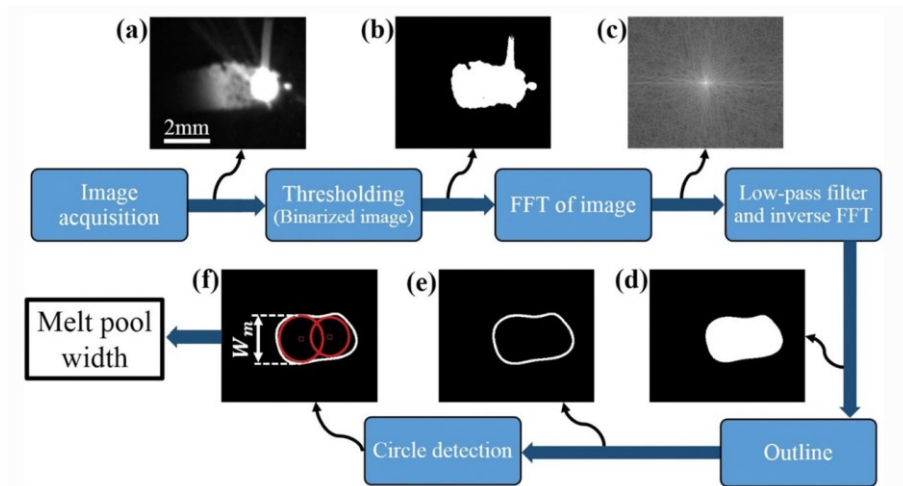 (a)
(b)
(c)
2mm
Image
acquisition
Thresholding
(Binarized image)
FFT of image
Low-pass filter
and inverse FFT
(f)
(e)
(d)
Melt pool
width
W_m
Circle detection
Outline